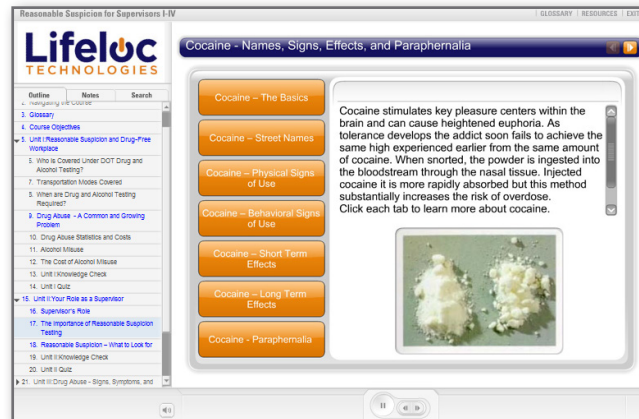 Reasonable Suspicion for Supervisors I-IV
GLOSSARY | RESOURCES | EXIT
Lifeloc
TECHNOLOGIES
Cocaine - Names, Signs, Effects, and Paraphernalia
Outline Notes Search
2. Navigating the Course
3. Glossary
4. Course Objectives
5. Unit I:Reasonable Suspicion and Drug-Free
Workplace
5. Who is Covered Under DOT Drug and
Alcohol Testing?
7. Transportation Modes Covered
5. When are Drug and Alcohol Testing
Required?
9. Drug Abuse - A Common and Growing
Problem
10. Drug Abuse Statistics and Costs
11. Alcohol Misuse
12. The Cost of Alcohol Misuse
13. Unit I:Knowledge Check
14. Unit I Quiz
15. Unit II:Your Role as a Supervisor
16. Supervisor's Role
17. The Importance of Reasonable Suspicion
Testing
18. Reasonable Suspicion – What to Look for
19. Unit II:Knowledge Check
20. Unit II Quiz
21. Unit III:Drug Abuse - Signs, Symptoms, and
Cocaine – The Basics
Cocaine – Street Names
Cocaine – Physical Signs
of Use
Cocaine – Behavioral Signs
of Use
Cocaine – Short Term
Effects
Cocaine – Long Term
Effects
Cocaine - Paraphernalia
Cocaine stimulates key pleasure centers within the
brain and can cause heightened euphoria. As
tolerance develops the addict soon fails to achieve the
same high experienced earlier from the same amount
of cocaine. When snorted, the powder is ingested into
the bloodstream through the nasal tissue. Injected
cocaine it is more rapidly absorbed but this method
substantially increases the risk of overdose.
Click each tab to learn more about cocaine.